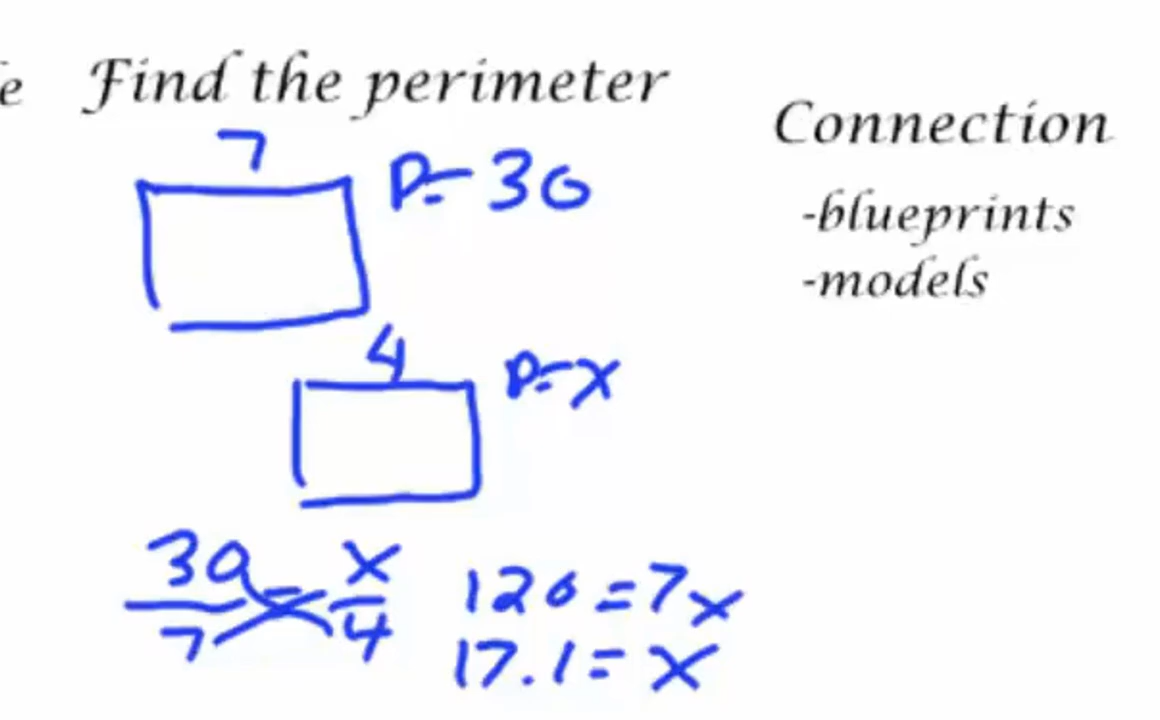 e Find the perimeter
Connection
-blueprints
-models
7
P=30
4
P=x
30/7 = x/4
120=7x
17.1=x